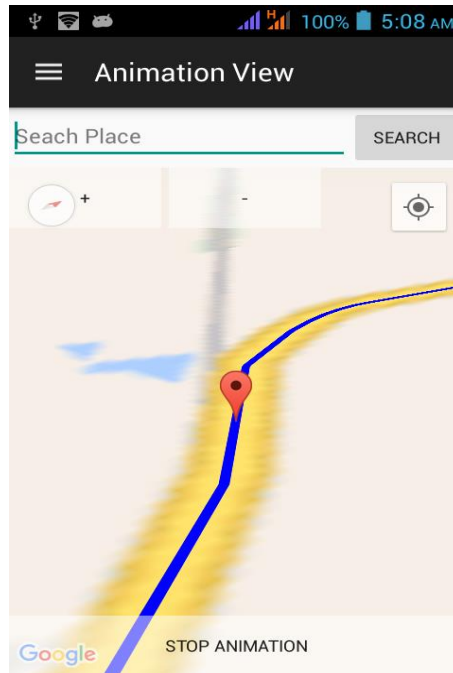 H 100% 5:08 AM
Animation View
Seach Place SEARCH
+ -
Google STOP ANIMATION